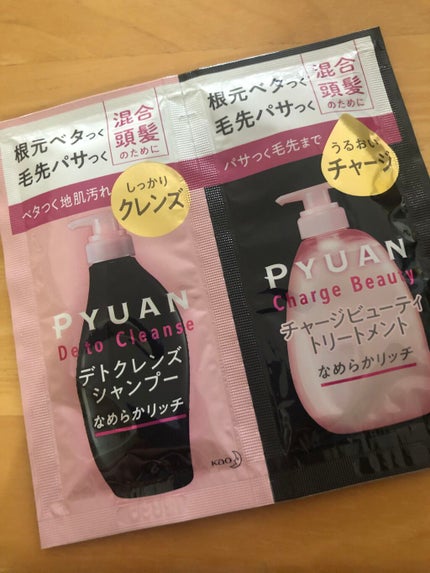 根元ベタつく
毛先パサつく
混合
頭髪
のために
ベタつく地肌汚れ
しっかり
クレンズ
PYUAN
Deto Cleanse
デトクレンズ
シャンプー
なめらかリッチ
Kao
根元ベタつく
毛先パサつく
混合
頭髪
のために
パサつく毛先まで
うるおい
チャージ
PYUAN
Charge Beauty
チャージビューティ
トリートメント
なめらかリッチ